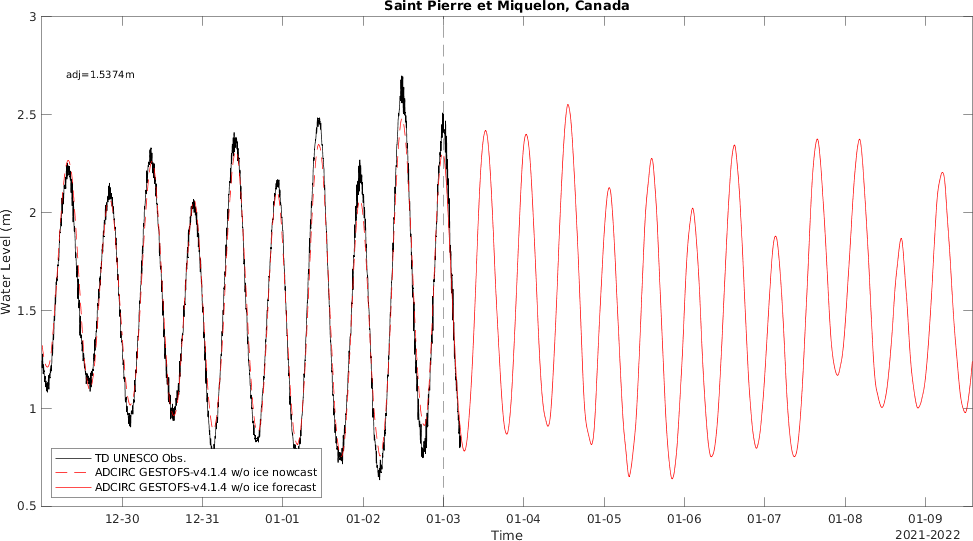 Saint Pierre et Miquelon, Canada
3
adj=1.5374m
2.5
2
Water Level (m)
1.5
1
TD UNESCO Obs.
ADCIRC GESTOFS-v4.1.4 w/o ice nowcast
ADCIRC GESTOFS-v4.1.4 w/o ice forecast
0.5
12-30 12-31 01-01 01-02 01-03 01-04 01-05 01-06 01-07 01-08 01-09
Time
2021-2022